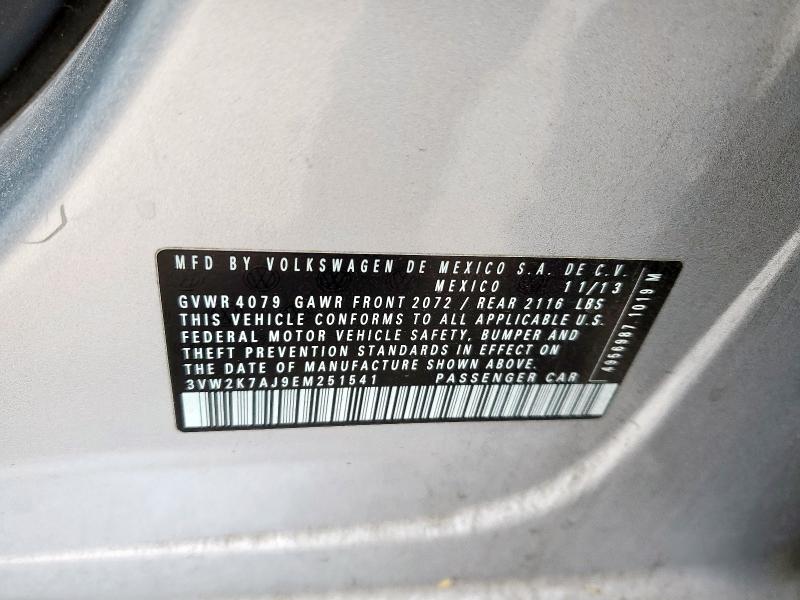 MFD BY VOLKSWAGEN DE MEXICO S.A. DE C.V.
MEXICO 11/13
GVWR 4079 GAWR FRONT 2072 / REAR 2116 LBS
THIS VEHICLE CONFORMS TO ALL APPLICABLE U.S.
FEDERAL MOTOR VEHICLE SAFETY, BUMPER AND
THEFT PREVENTION STANDARDS IN EFFECT ON
THE DATE OF MANUFACTURE SHOWN ABOVE.
3VW2K7AJ9EM251541 PASSENGER CAR
A956987 1019 M